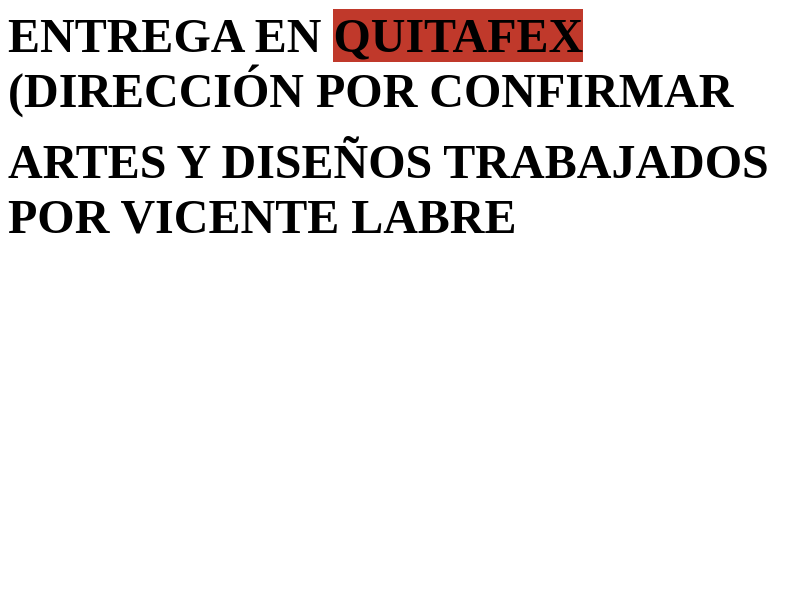 ENTREGA EN QUITAFEX
(DIRECCIÓN POR CONFIRMAR
ARTES Y DISEÑOS TRABAJADOS
POR VICENTE LABRE